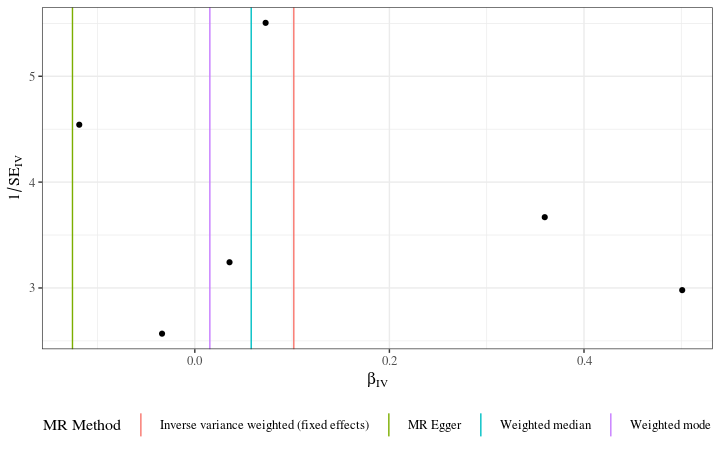 5
4
3
1/SE_IV
0.0 0.2 0.4
β_IV
MR Method Inverse variance weighted (fixed effects) MR Egger Weighted median Weighted mode